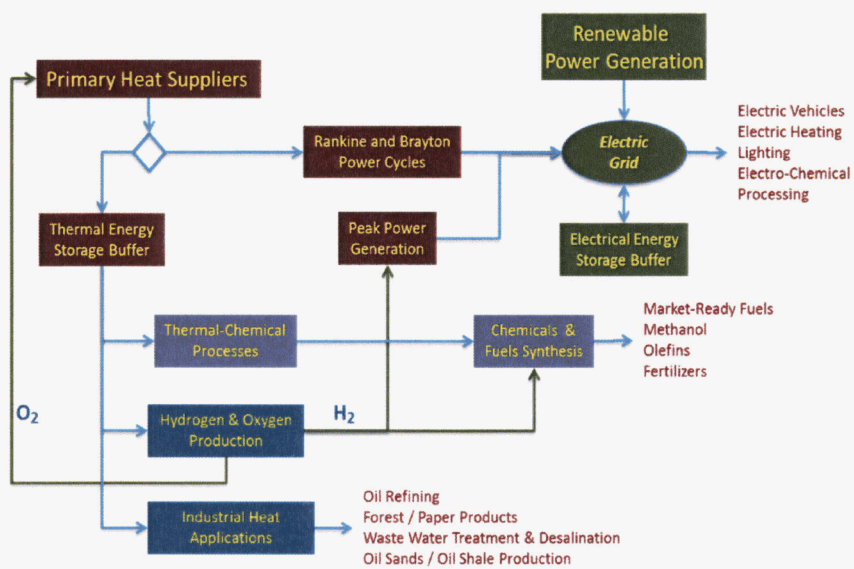 Renewable
Power Generation
Primary Heat Suppliers
Electric Vehicles
Electric Heating
Lighting
Electro-Chemical
Processing
Rankine and Brayton
Power Cycles
Electric
Grid
Thermal Energy
Storage Buffer
Peak Power
Generation
Electrical Energy
Storage Buffer
Thermal-Chemical
Processes
Chemicals &
Fuels Synthesis
Market-Ready Fuels
Methanol
Olefins
Fertilizers
O₂
Hydrogen & Oxygen
Production
H₂
Industrial Heat
Applications
Oil Refining
Forest / Paper Products
Waste Water Treatment & Desalination
Oil Sands / Oil Shale Production